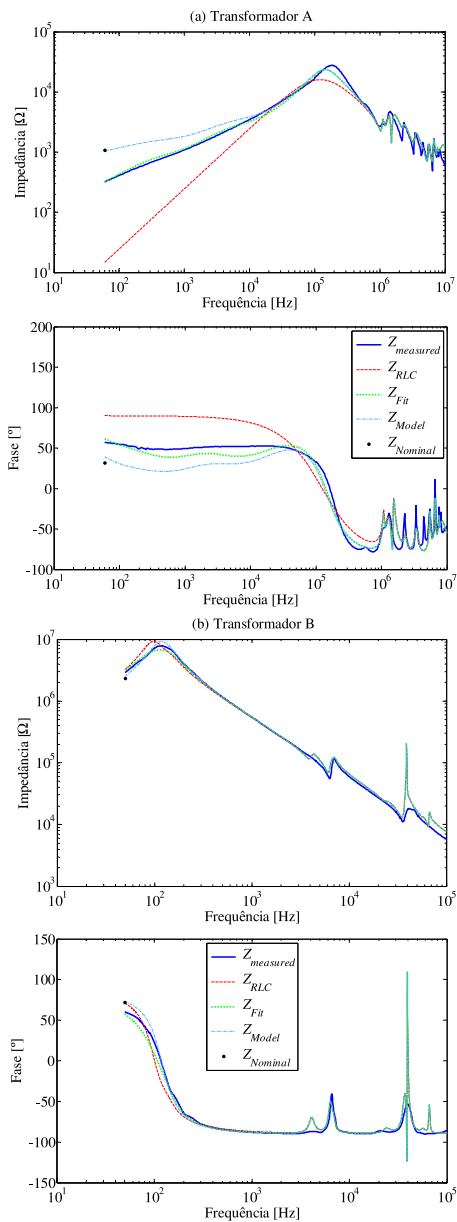 (a) Transformador A
10^5
10^4
10^3
10^2
10^1
Impedância [Ω]
10^1 10^2 10^3 10^4 10^5 10^6 10^7
Frequência [Hz]
200
150
100
50
0
-50
-100
Fase [º]
Z_measured
Z_RLC
Z_Fit
Z_Model
Z_Nominal
10^1 10^2 10^3 10^4 10^5 10^6 10^7
Frequência [Hz]
(b) Transformador B
10^7
10^6
10^5
10^4
10^3
Impedância [Ω]
10^1 10^2 10^3 10^4 10^5
Frequência [Hz]
150
100
50
0
-50
-100
-150
Fase [º]
Z_measured
Z_RLC
Z_Fit
Z_Model
Z_Nominal
10^1 10^2 10^3 10^4 10^5
Frequência [Hz]